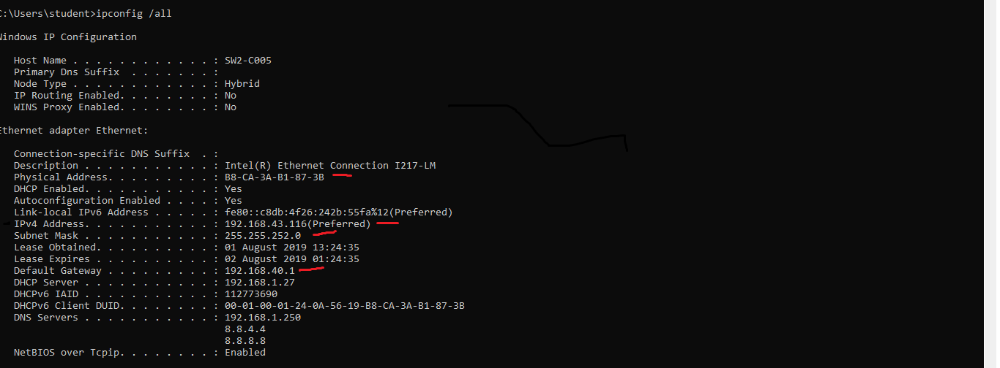 C:\Users\student>ipconfig /all
Windows IP Configuration
Host Name . . . . . . . . . . . . : SW2-C005
Primary Dns Suffix  . . . . . . . :
Node Type . . . . . . . . . . . . : Hybrid
IP Routing Enabled. . . . . . . . : No
WINS Proxy Enabled. . . . . . . . : No
Ethernet adapter Ethernet:
Connection-specific DNS Suffix  . :
Description . . . . . . . . . . . : Intel(R) Ethernet Connection I217-LM
Physical Address. . . . . . . . . : B8-CA-3A-B1-87-3B
DHCP Enabled. . . . . . . . . . . : Yes
Autoconfiguration Enabled . . . . : Yes
Link-local IPv6 Address . . . . . : fe80::c8db:4f26:242b:55fa%12(Preferred)
IPv4 Address. . . . . . . . . . . : 192.168.43.116(Preferred)
Subnet Mask . . . . . . . . . . . : 255.255.252.0
Lease Obtained. . . . . . . . . . : 01 August 2019 13:24:35
Lease Expires . . . . . . . . . . : 02 August 2019 01:24:35
Default Gateway . . . . . . . . . : 192.168.40.1
DHCP Server . . . . . . . . . . . : 192.168.1.27
DHCPv6 IAID . . . . . . . . . . . : 112773690
DHCPv6 Client DUID. . . . . . . . : 00-01-00-01-24-0A-56-19-B8-CA-3A-B1-87-3B
DNS Servers . . . . . . . . . . . : 192.168.1.250
8.8.4.4
8.8.8.8
NetBIOS over Tcpip. . . . . . . . : Enabled